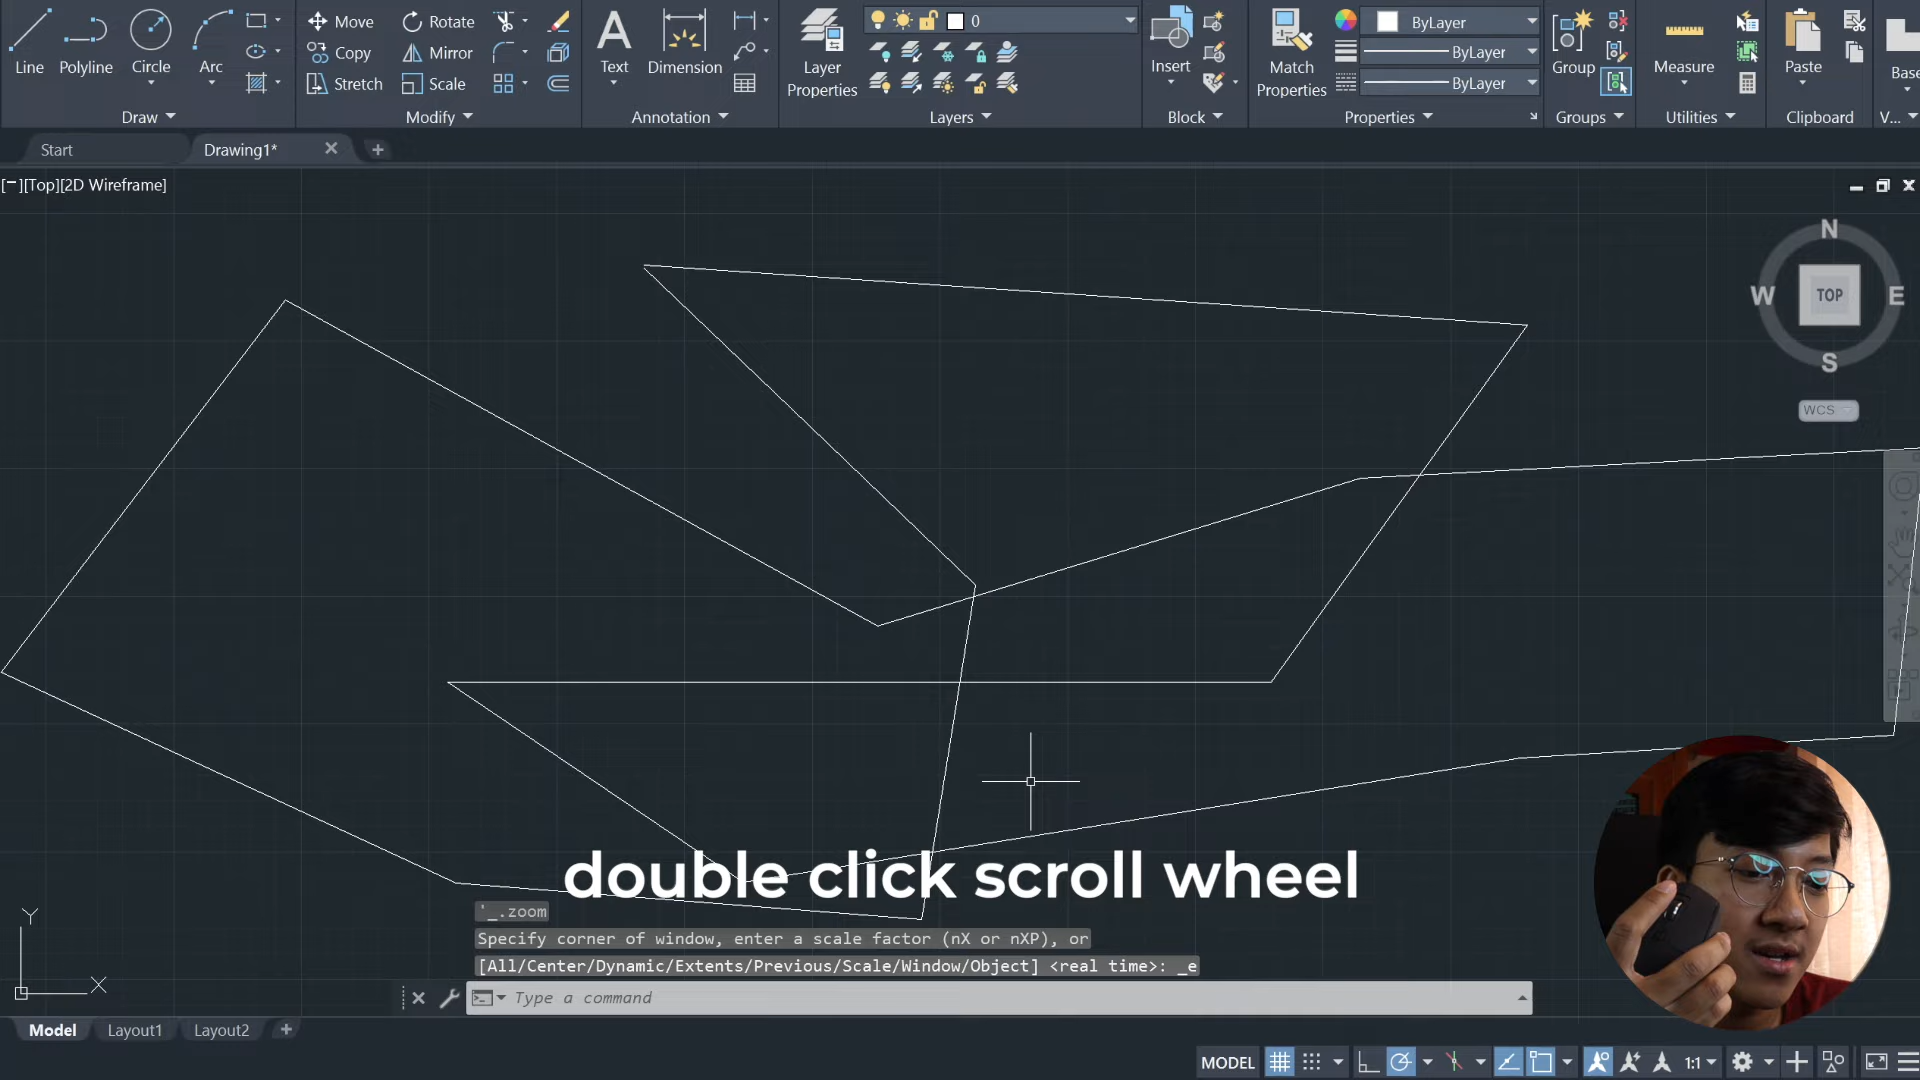 Line
Polyline
Circle
Arc
Draw
Move
Rotate
Copy
Mirror
Stretch
Scale
Modify
Text
Dimension
Annotation
Layer
Properties
0
Layers
Insert
Block
Match
Properties
ByLayer
ByLayer
ByLayer
Properties
Group
Groups
Measure
Utilities
Paste
Clipboard
Base
V...
Start
Drawing1*
[−][Top][2D Wireframe]
N
W
TOP
E
S
WCS
double click scroll wheel
'_.zoom
Specify corner of window, enter a scale factor (nX or nXP), or
[All/Center/Dynamic/Extents/Previous/Scale/Window/Object] <real time>: _e
Type a command
Y
X
Model
Layout1
Layout2
MODEL
1:1